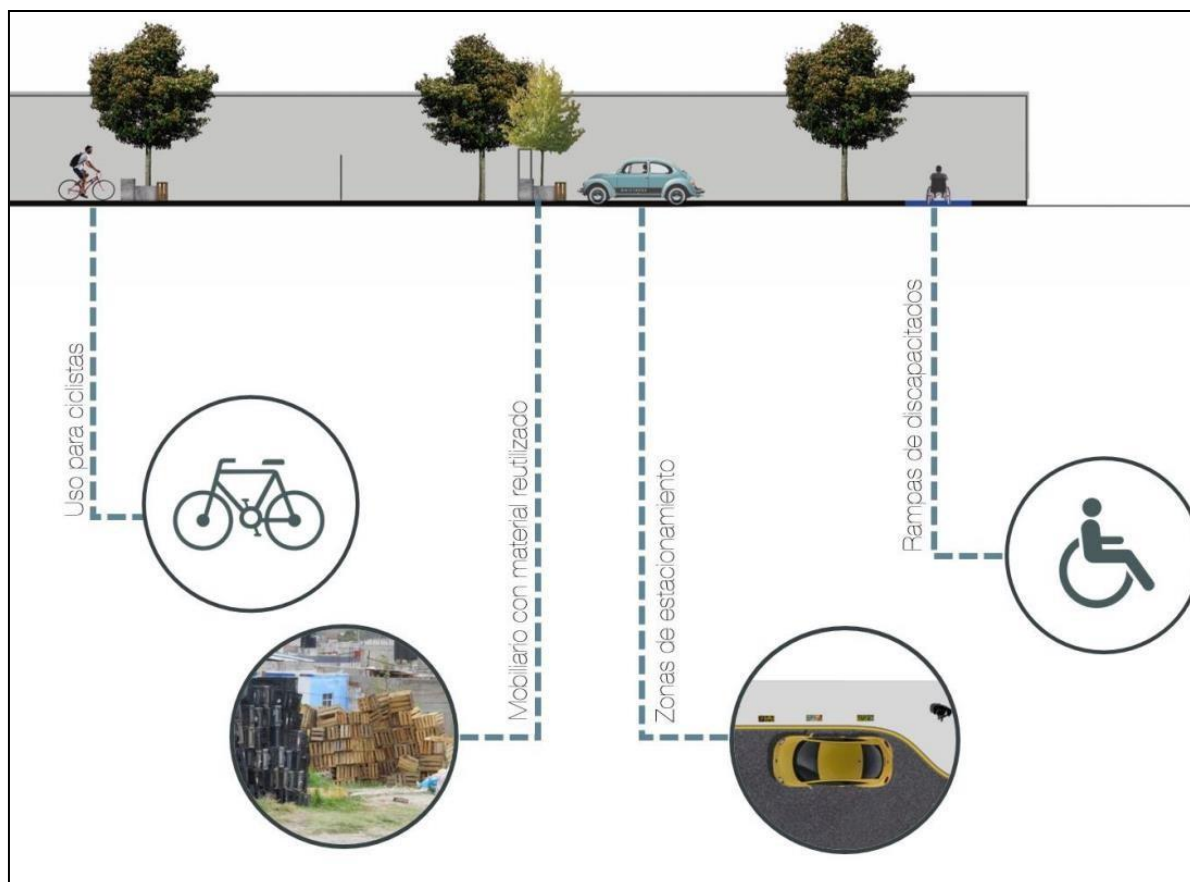 Uso para ciclistas
Mobiliario con material reutilizado
Zonas de estacionamiento
Rampas de discapacitados